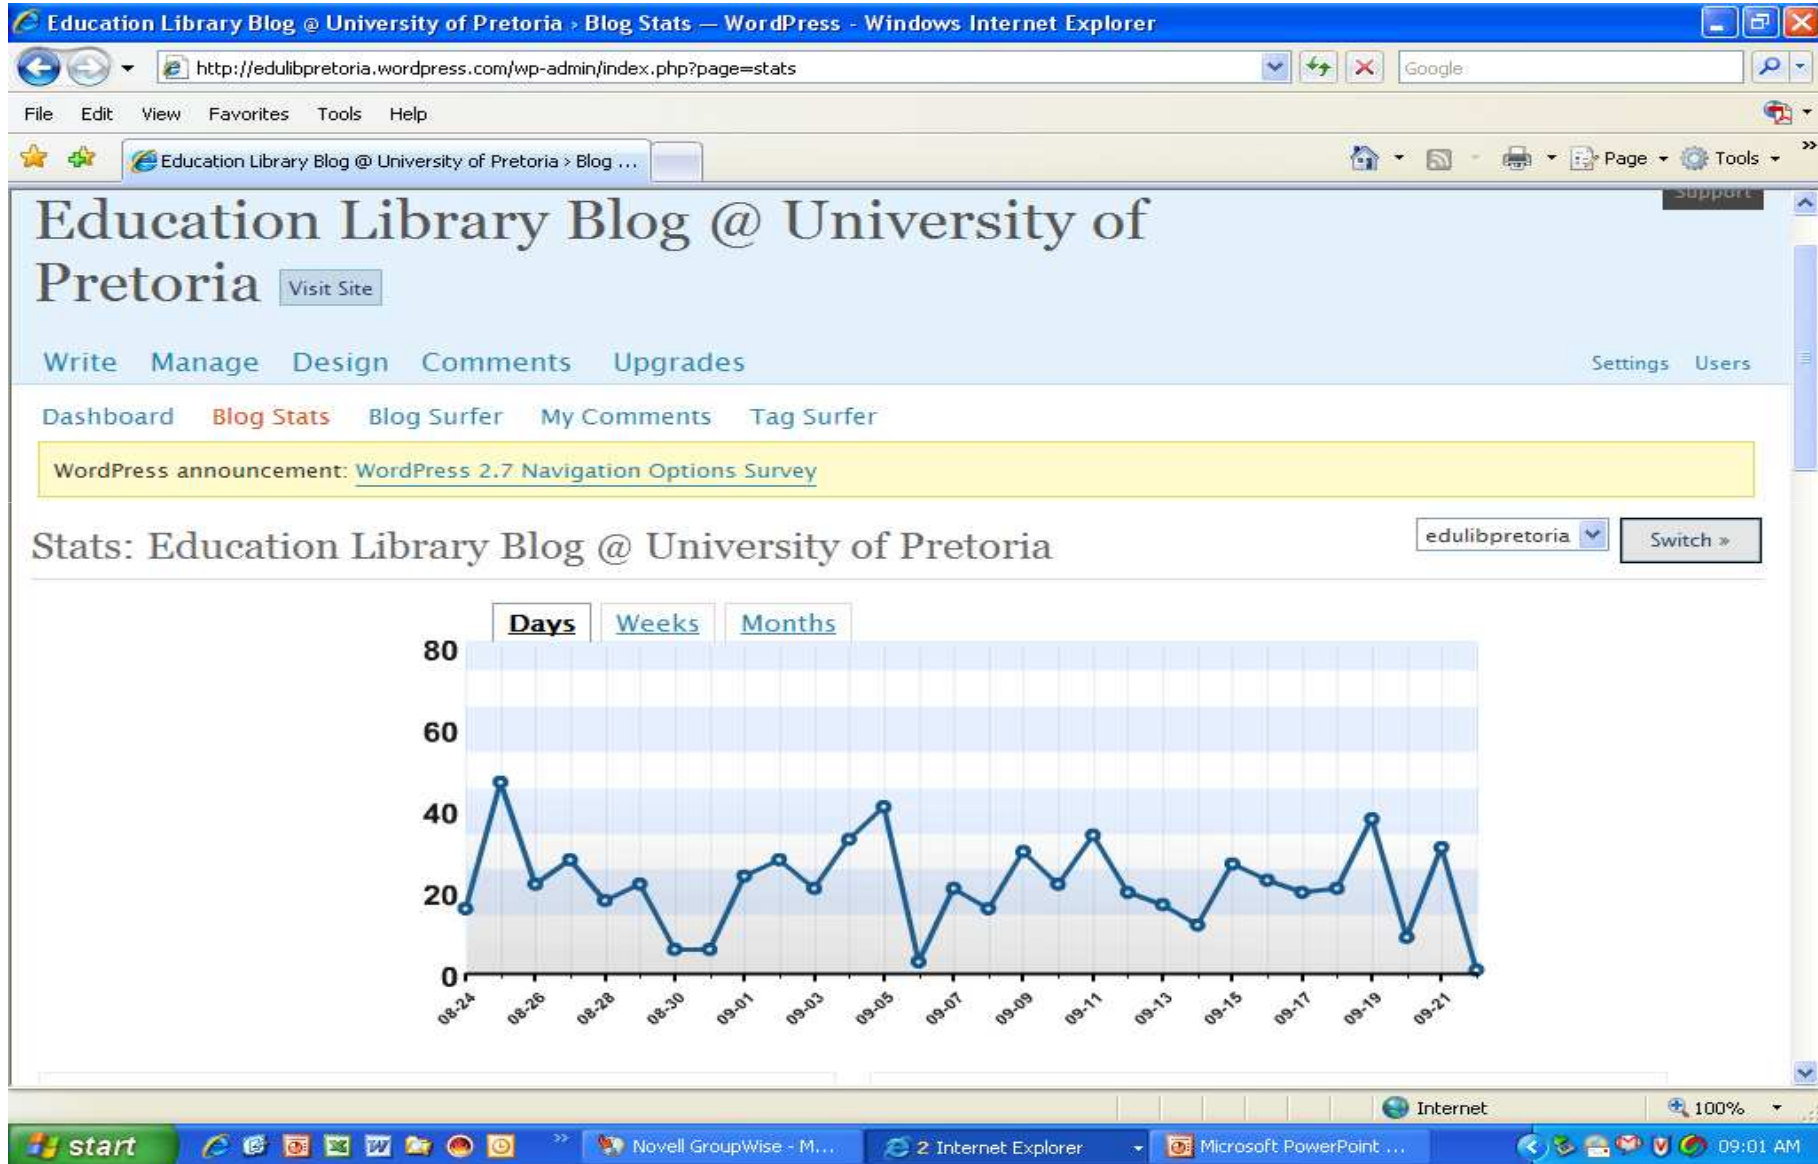 Education Library Blog @ University of Pretoria › Blog Stats — WordPress - Windows Internet Explorer
http://edulibpretoria.wordpress.com/wp-admin/index.php?page=stats
Google
File Edit View Favorites Tools Help
Education Library Blog @ University of Pretoria › Blog ...
Page Tools »
Support
Education Library Blog @ University of
Pretoria Visit Site
Write Manage Design Comments Upgrades Settings Users
Dashboard Blog Stats Blog Surfer My Comments Tag Surfer
WordPress announcement: WordPress 2.7 Navigation Options Survey
Stats: Education Library Blog @ University of Pretoria edulibpretoria Switch »
Days Weeks Months
80
60
40
20
0
08-24 08-26 08-28 08-30 09-01 09-03 09-05 09-07 09-09 09-11 09-13 09-15 09-17 09-19 09-21
Internet 100%
start » Novell GroupWise - M... 2 Internet Explorer Microsoft PowerPoint ... 09:01 AM